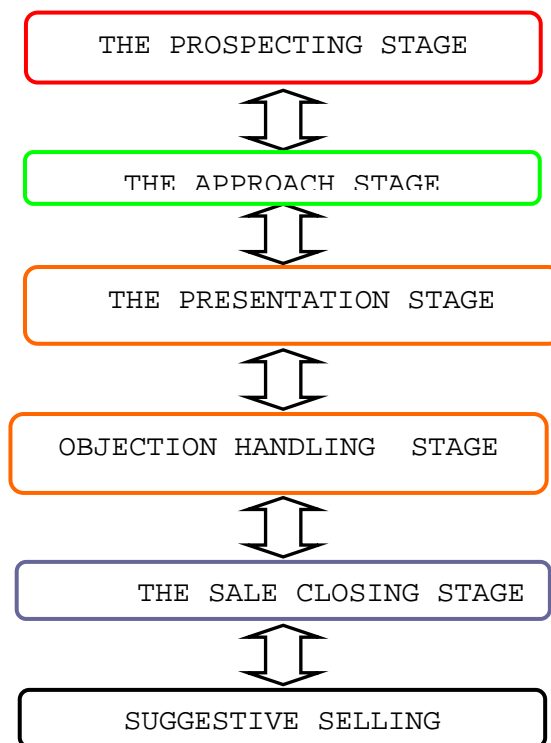 THE PROSPECTING STAGE
THE APPROACH STAGE
THE PRESENTATION STAGE
OBJECTION HANDLING STAGE
THE SALE CLOSING STAGE
SUGGESTIVE SELLING